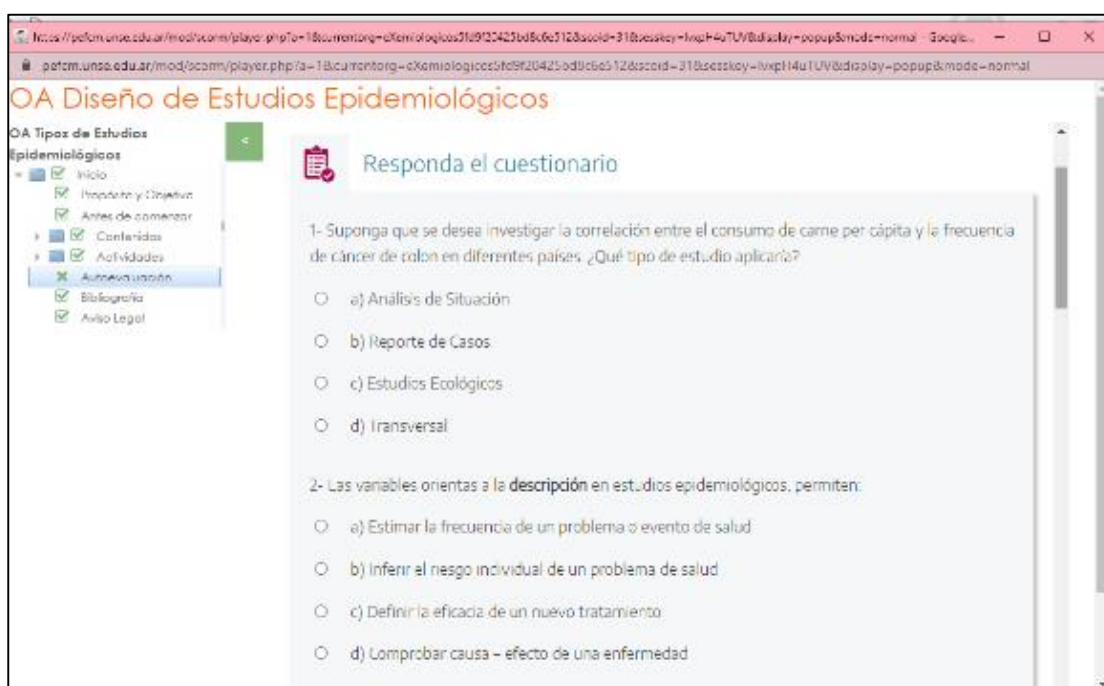 OA Diseño de Estudios Epidemiológicos
OA Tipos de Estudios
Epidemiológicos
Inicio
Propósito y Objetivo
Antes de comenzar
Contenidos
Actividades
Autoevaluación
Bibliografía
Aviso Legal
<
Responda el cuestionario
1- Suponga que se desea investigar la correlación entre el consumo de carne per cápita y la frecuencia
de cáncer de colon en diferentes países. ¿Qué tipo de estudio aplicaría?
a) Análisis de Situación
b) Reporte de Casos
c) Estudios Ecológicos
d) Transversal
2- Las variables orientas a la descripción en estudios epidemiológicos, permiten:
a) Estimar la frecuencia de un problema o evento de salud
b) Inferir el riesgo individual de un problema de salud
c) Definir la eficacia de un nuevo tratamiento
d) Comprobar causa – efecto de una enfermedad